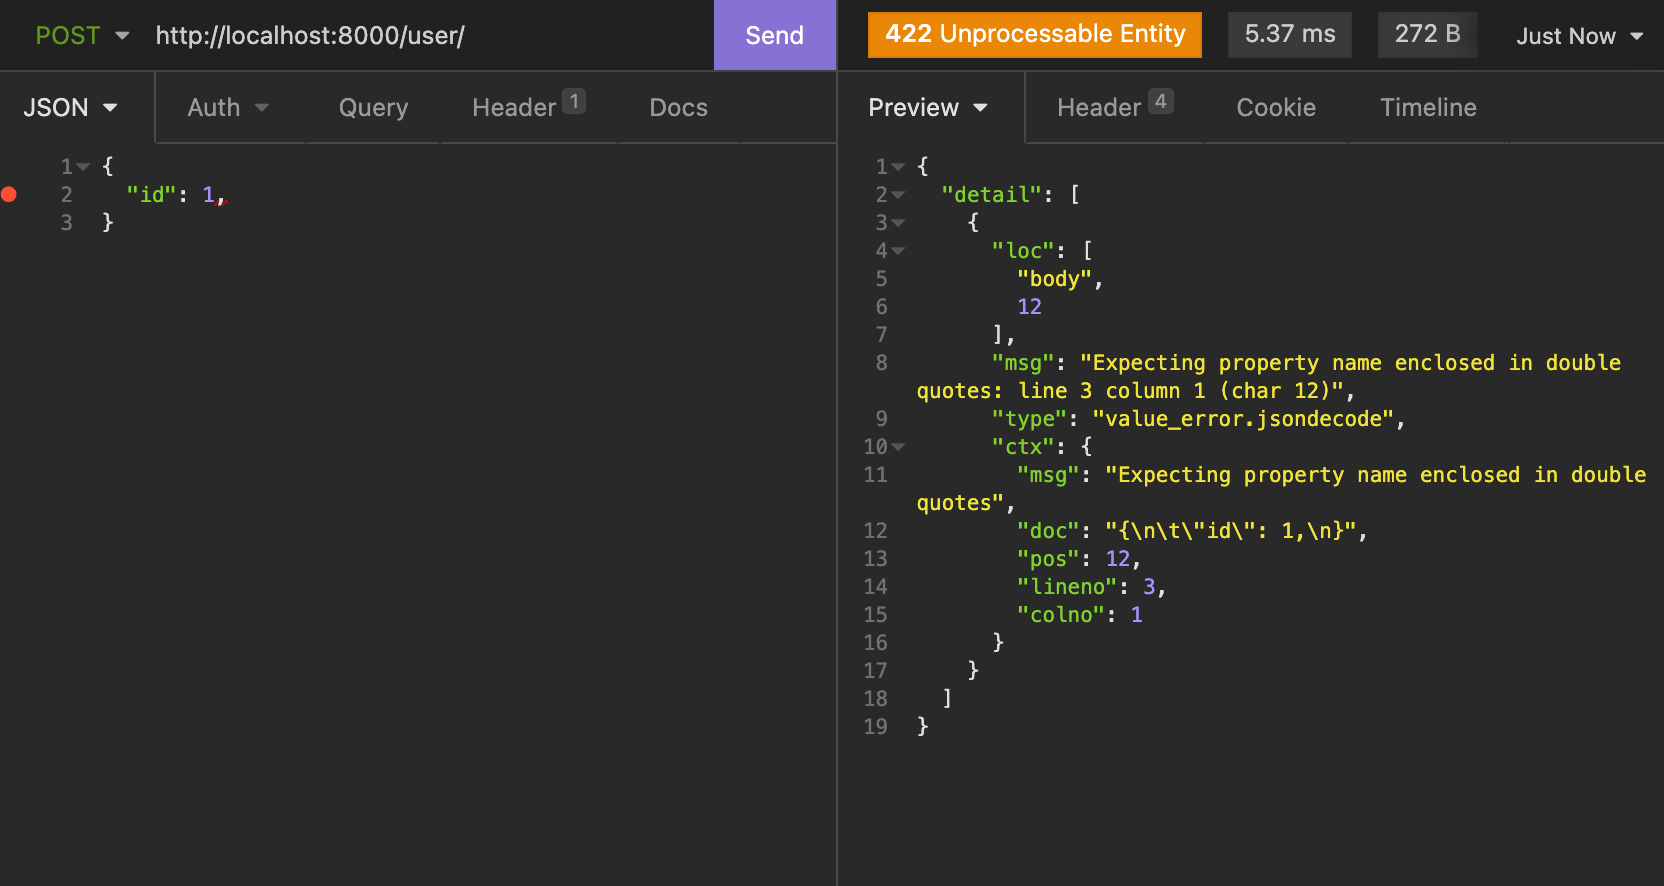 POST http://localhost:8000/user/ Send 422 Unprocessable Entity 5.37 ms 272 B Just Now
JSON Auth Query Header 1 Docs
1 {
2 "id": 1,
3 }
Preview Header 4 Cookie Timeline
1 {
2 "detail": [
3 {
4 "loc": [
5 "body",
6 12
7 ],
8 "msg": "Expecting property name enclosed in double
quotes: line 3 column 1 (char 12)",
9 "type": "value_error.jsondecode",
10 "ctx": {
11 "msg": "Expecting property name enclosed in double
quotes",
12 "doc": "{\n\t\"id\": 1,\n}",
13 "pos": 12,
14 "lineno": 3,
15 "colno": 1
16 }
17 }
18 ]
19 }